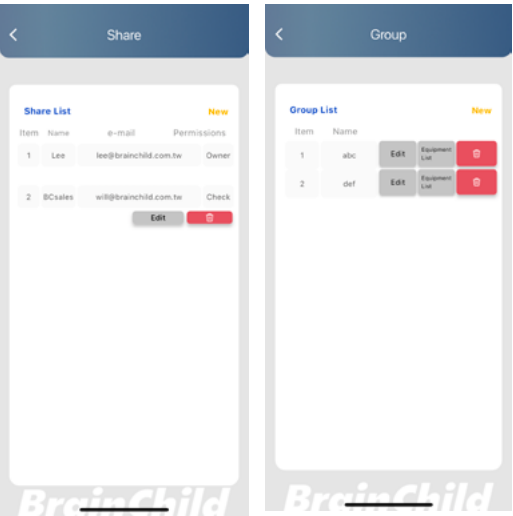 Share
Share List
New
Item Name e-mail Permissions
1 Lee lee@brainchild.com.tw Owner
2 BCsales will@brainchild.com.tw Check
Edit
BrainChild
Group
Group List
New
Item Name
1 abc Edit Equipment List
2 def Edit Equipment List
BrainChild